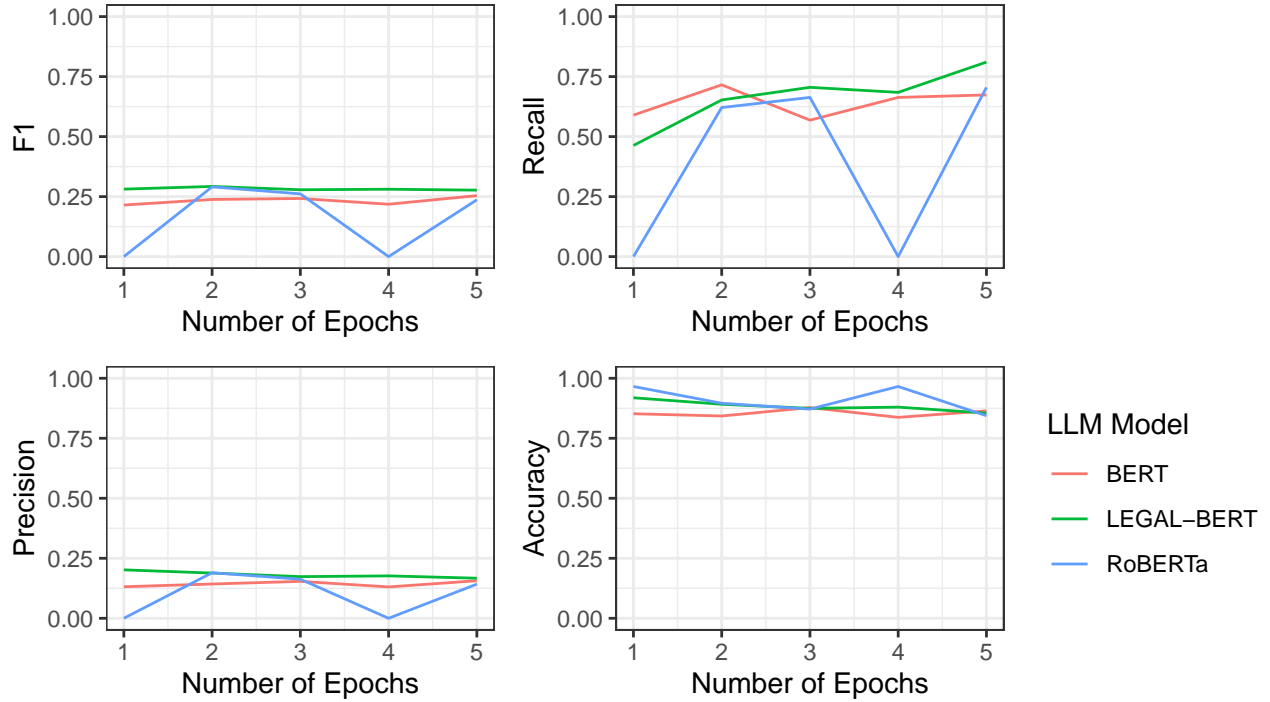 1.00
0.75
0.50
0.25
0.00
F1
1 2 3 4 5
Number of Epochs
1.00
0.75
0.50
0.25
0.00
Recall
1 2 3 4 5
Number of Epochs
1.00
0.75
0.50
0.25
0.00
Precision
1 2 3 4 5
Number of Epochs
1.00
0.75
0.50
0.25
0.00
Accuracy
1 2 3 4 5
Number of Epochs
LLM Model
BERT
LEGAL−BERT
RoBERTa